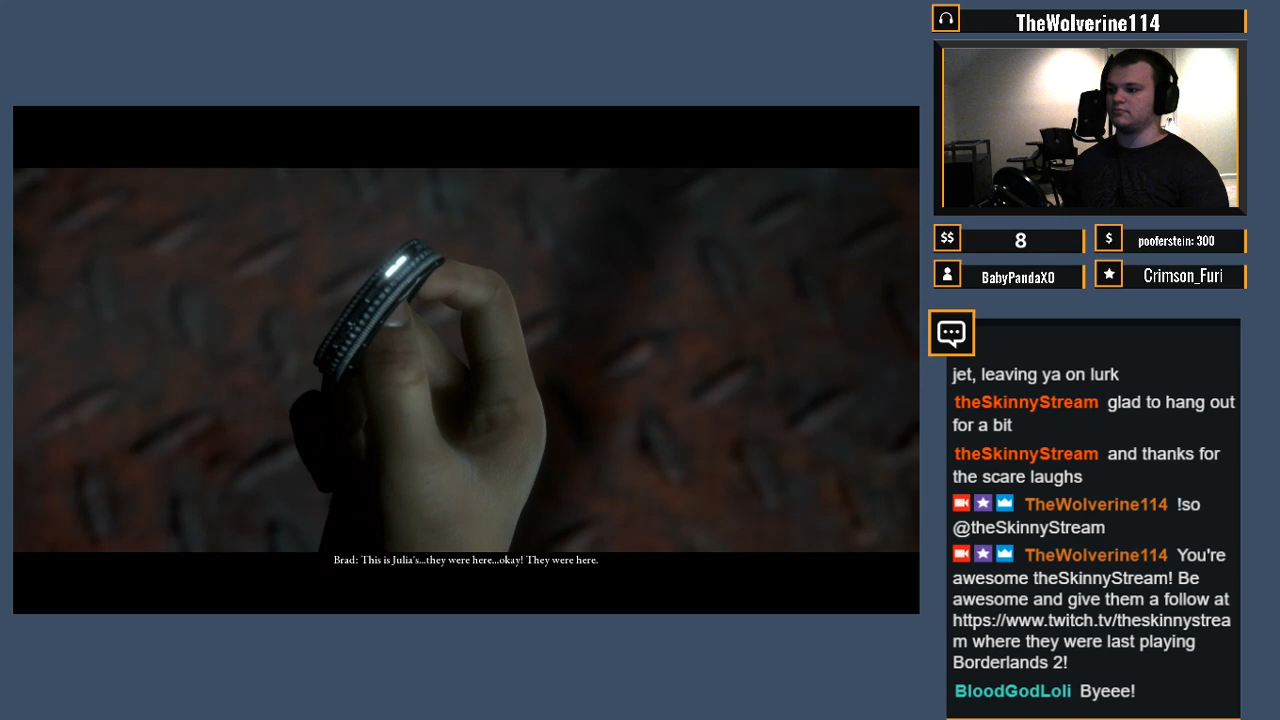 TheWolverine114
$$ 8 $ pooferstein: 300
BabyPandaXO Crimson_Furi
jet, leaving ya on lurk
theSkinnyStream glad to hang out
for a bit
theSkinnyStream and thanks for
the scare laughs
TheWolverine114 !so
@theSkinnyStream
TheWolverine114 You're
awesome theSkinnyStream! Be
awesome and give them a follow at
https://www.twitch.tv/theskinnystrea
m where they were last playing
Borderlands 2!
BloodGodLoli Byeee!
Brad: This is Julia's...they were here...okay! They were here.